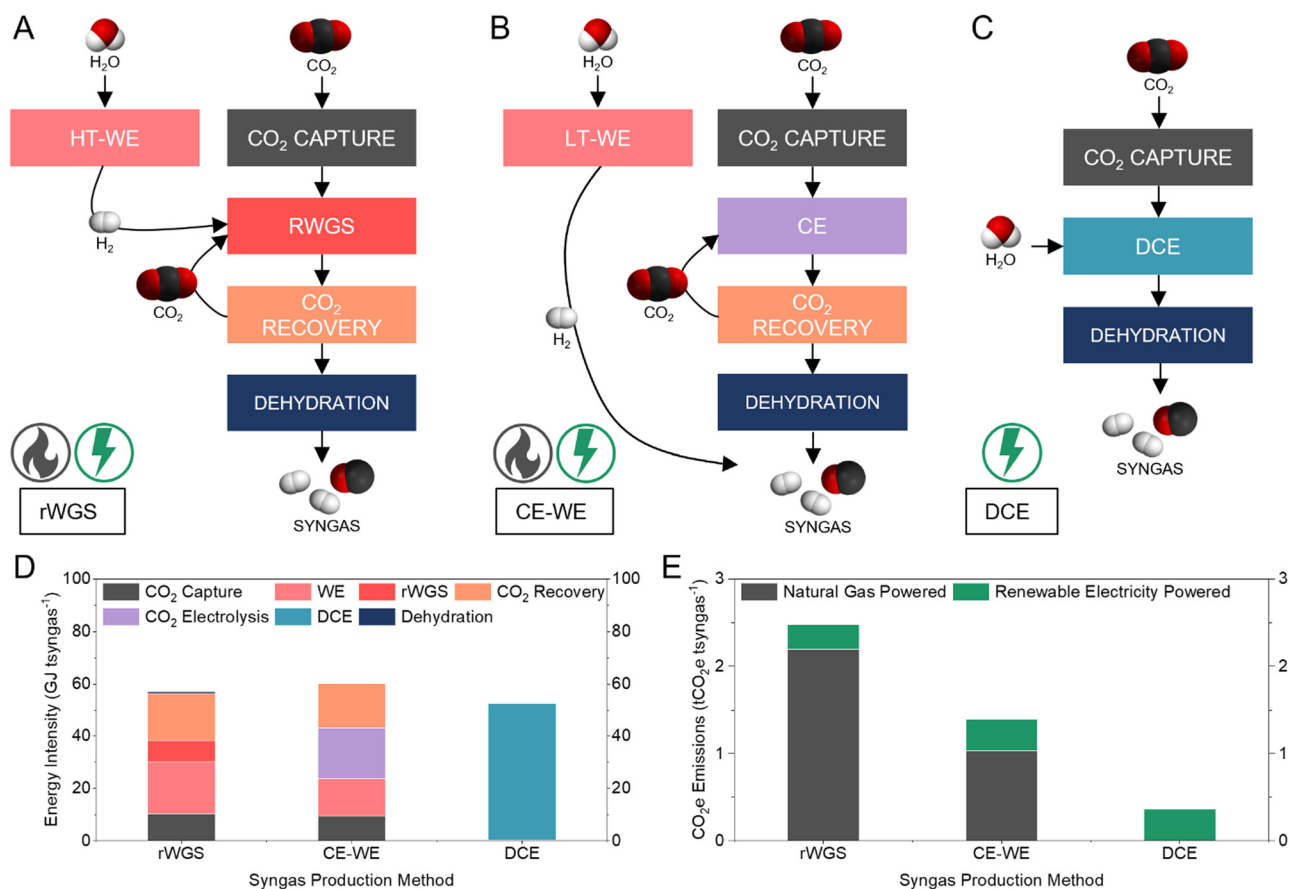 A
H₂O
CO₂
HT-WE
CO₂ CAPTURE
RWGS
H₂
CO₂
CO₂
RECOVERY
DEHYDRATION
SYNGAS
rWGS
B
H₂O
CO₂
LT-WE
CO₂ CAPTURE
CE
CO₂
CO₂
RECOVERY
H₂
DEHYDRATION
SYNGAS
CE-WE
C
CO₂
CO₂ CAPTURE
H₂O
DCE
DEHYDRATION
SYNGAS
DCE
D
CO₂ Capture WE rWGS CO₂ Recovery
CO₂ Electrolysis DCE Dehydration
Energy Intensity (GJ tsyngas⁻¹)
100
80
60
40
20
0
100
80
60
40
20
0
rWGS CE-WE DCE
Syngas Production Method
E
Natural Gas Powered Renewable Electricity Powered
CO₂e Emissions (tCO₂e tsyngas⁻¹)
3
2
1
0
3
2
1
0
rWGS CE-WE DCE
Syngas Production Method